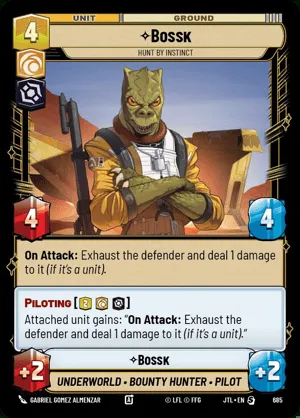 UNIT
GROUND
4
Bossk
HUNT BY INSTINCT
4
4
On Attack: Exhaust the defender and deal 1 damage
to it (if it's a unit).
PILOTING [2]
Attached unit gains: "On Attack: Exhaust the
defender and deal 1 damage to it (if it's a unit)."
+2
Bossk
+2
UNDERWORLD • BOUNTY HUNTER • PILOT
GABRIEL GOMEZ ALMENZAR
© LFL © FFG
JTL • EN
S
685